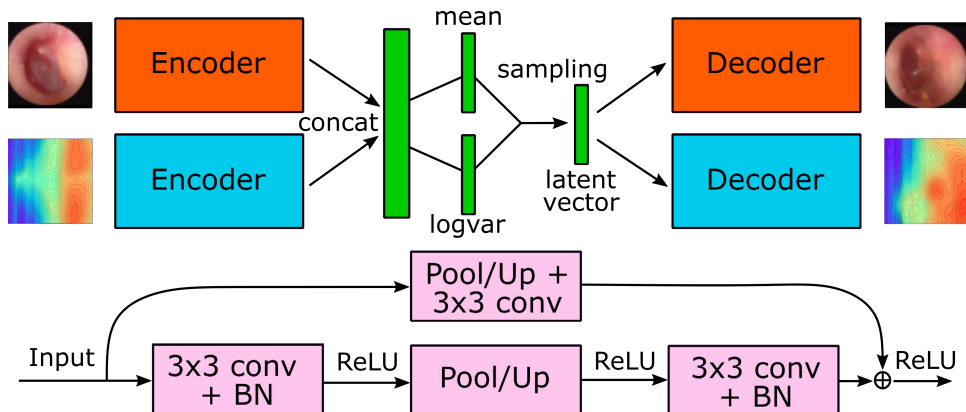 mean
Encoder
sampling
Decoder
concat
Encoder
latent
vector
Decoder
logvar
Pool/Up +
3x3 conv
Input
3x3 conv
+ BN
ReLU
Pool/Up
ReLU
3x3 conv
+ BN
ReLU